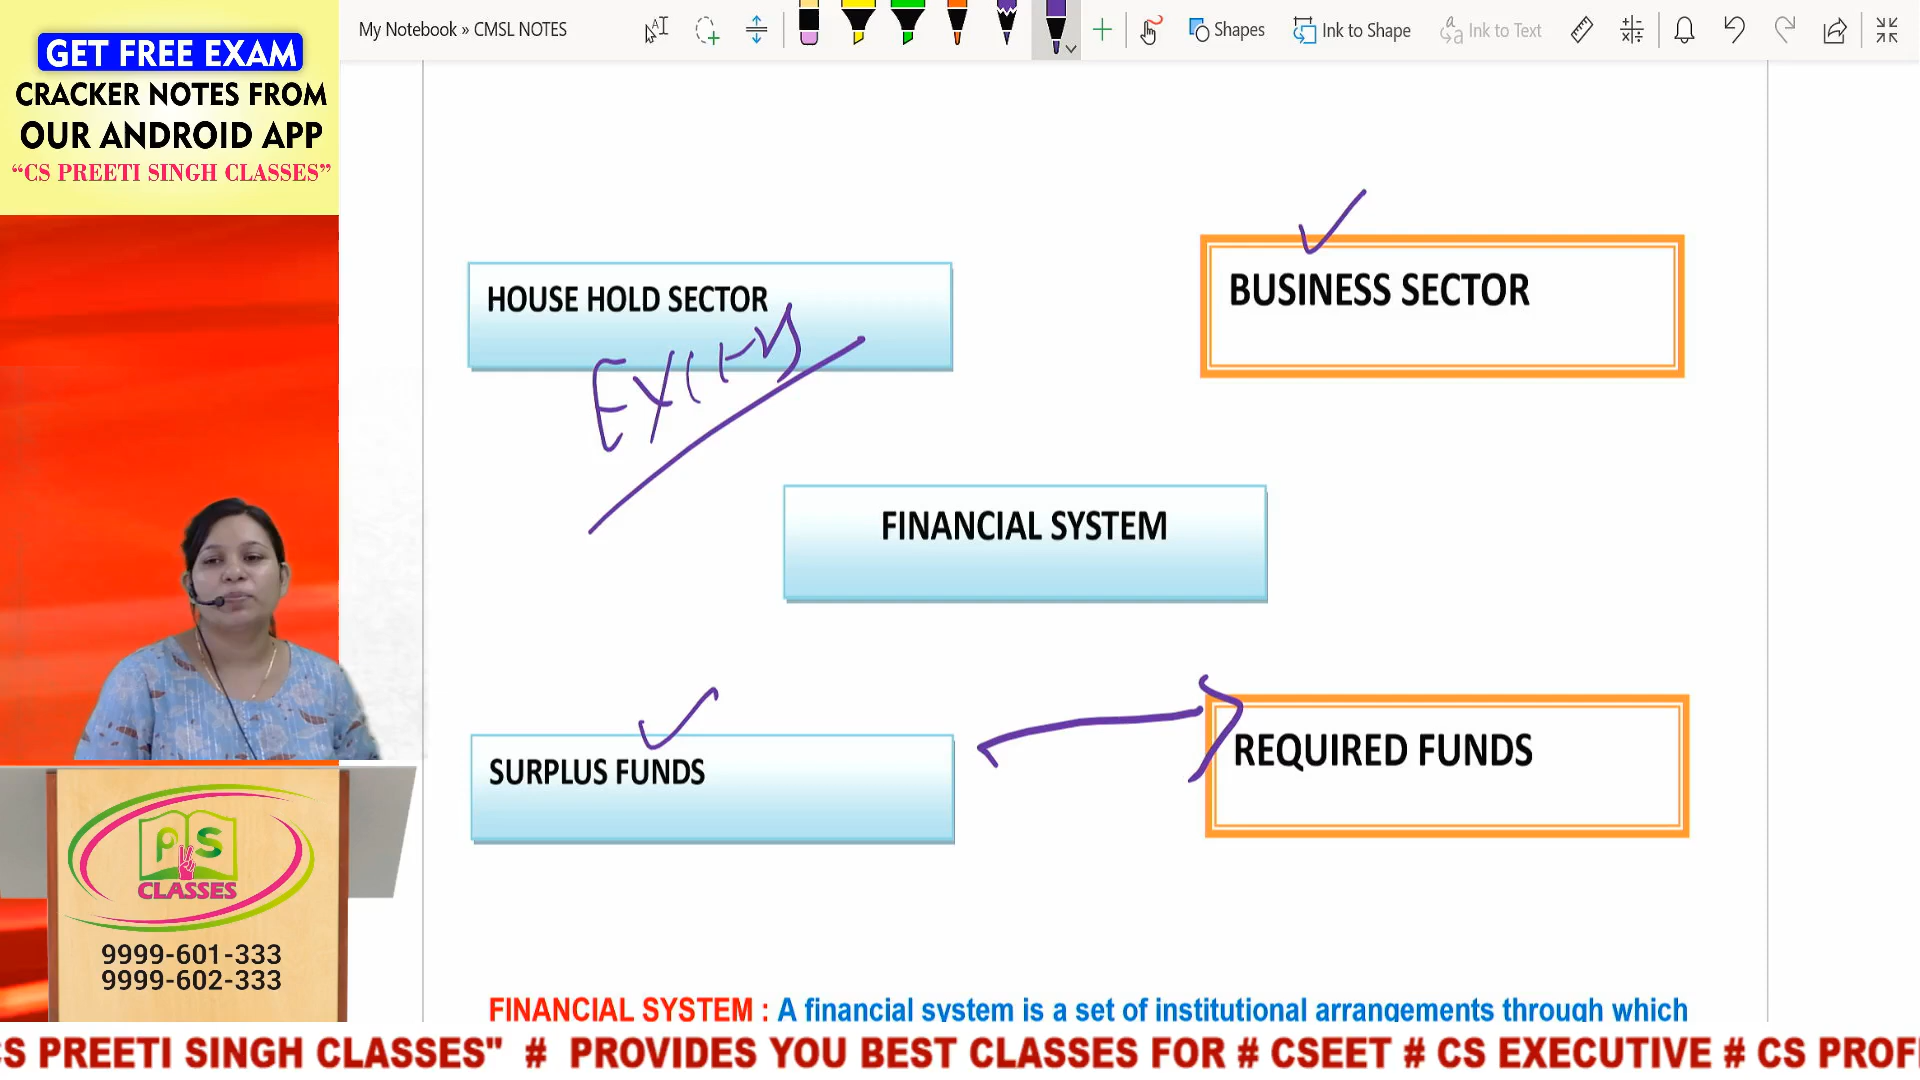 GET FREE EXAM
CRACKER NOTES FROM
OUR ANDROID APP
“CS PREETI SINGH CLASSES”
My Notebook » CMSL NOTES
Shapes
Ink to Shape
Ink to Text
HOUSE HOLD SECTOR
BUSINESS SECTOR
FINANCIAL SYSTEM
SURPLUS FUNDS
REQUIRED FUNDS
PS
CLASSES
9999-601-333
9999-602-333
FINANCIAL SYSTEM : A financial system is a set of institutional arrangements through which
CS PREETI SINGH CLASSES" # PROVIDES YOU BEST CLASSES FOR # CSEET # CS EXECUTIVE # CS PROF